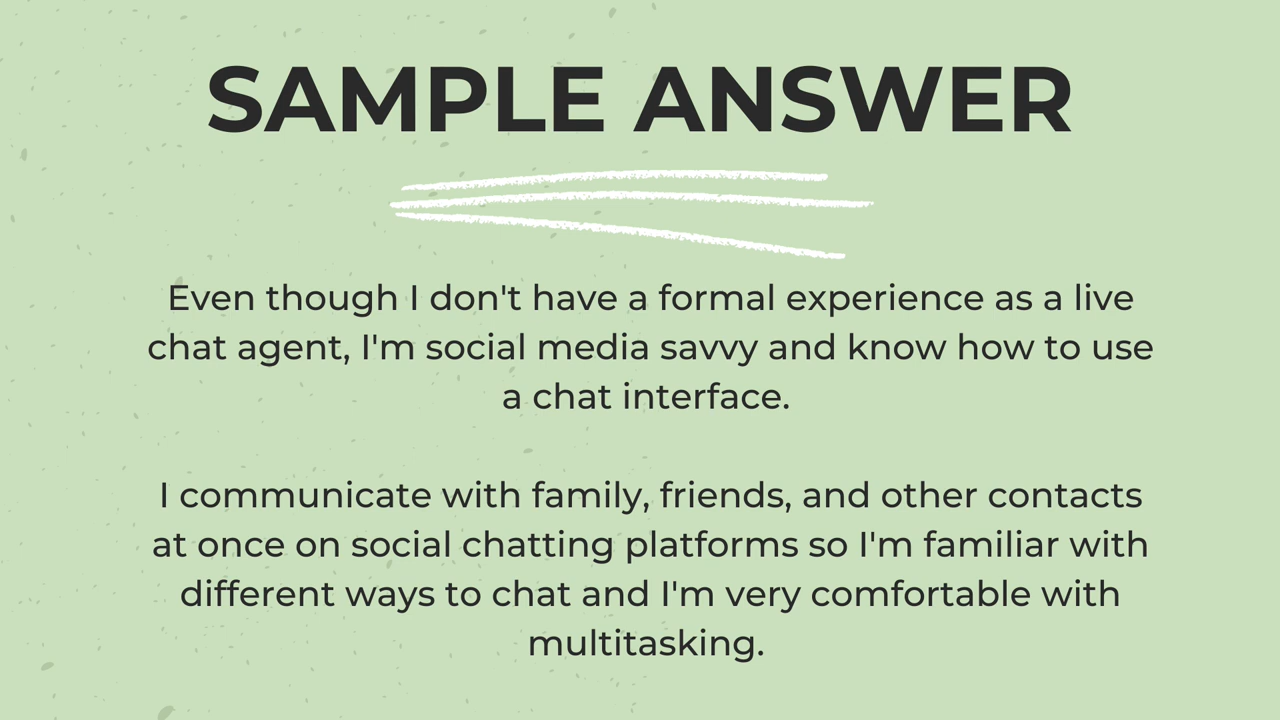 SAMPLE ANSWER
Even though I don't have a formal experience as a live
chat agent, I'm social media savvy and know how to use
a chat interface.
I communicate with family, friends, and other contacts
at once on social chatting platforms so I'm familiar with
different ways to chat and I'm very comfortable with
multitasking.